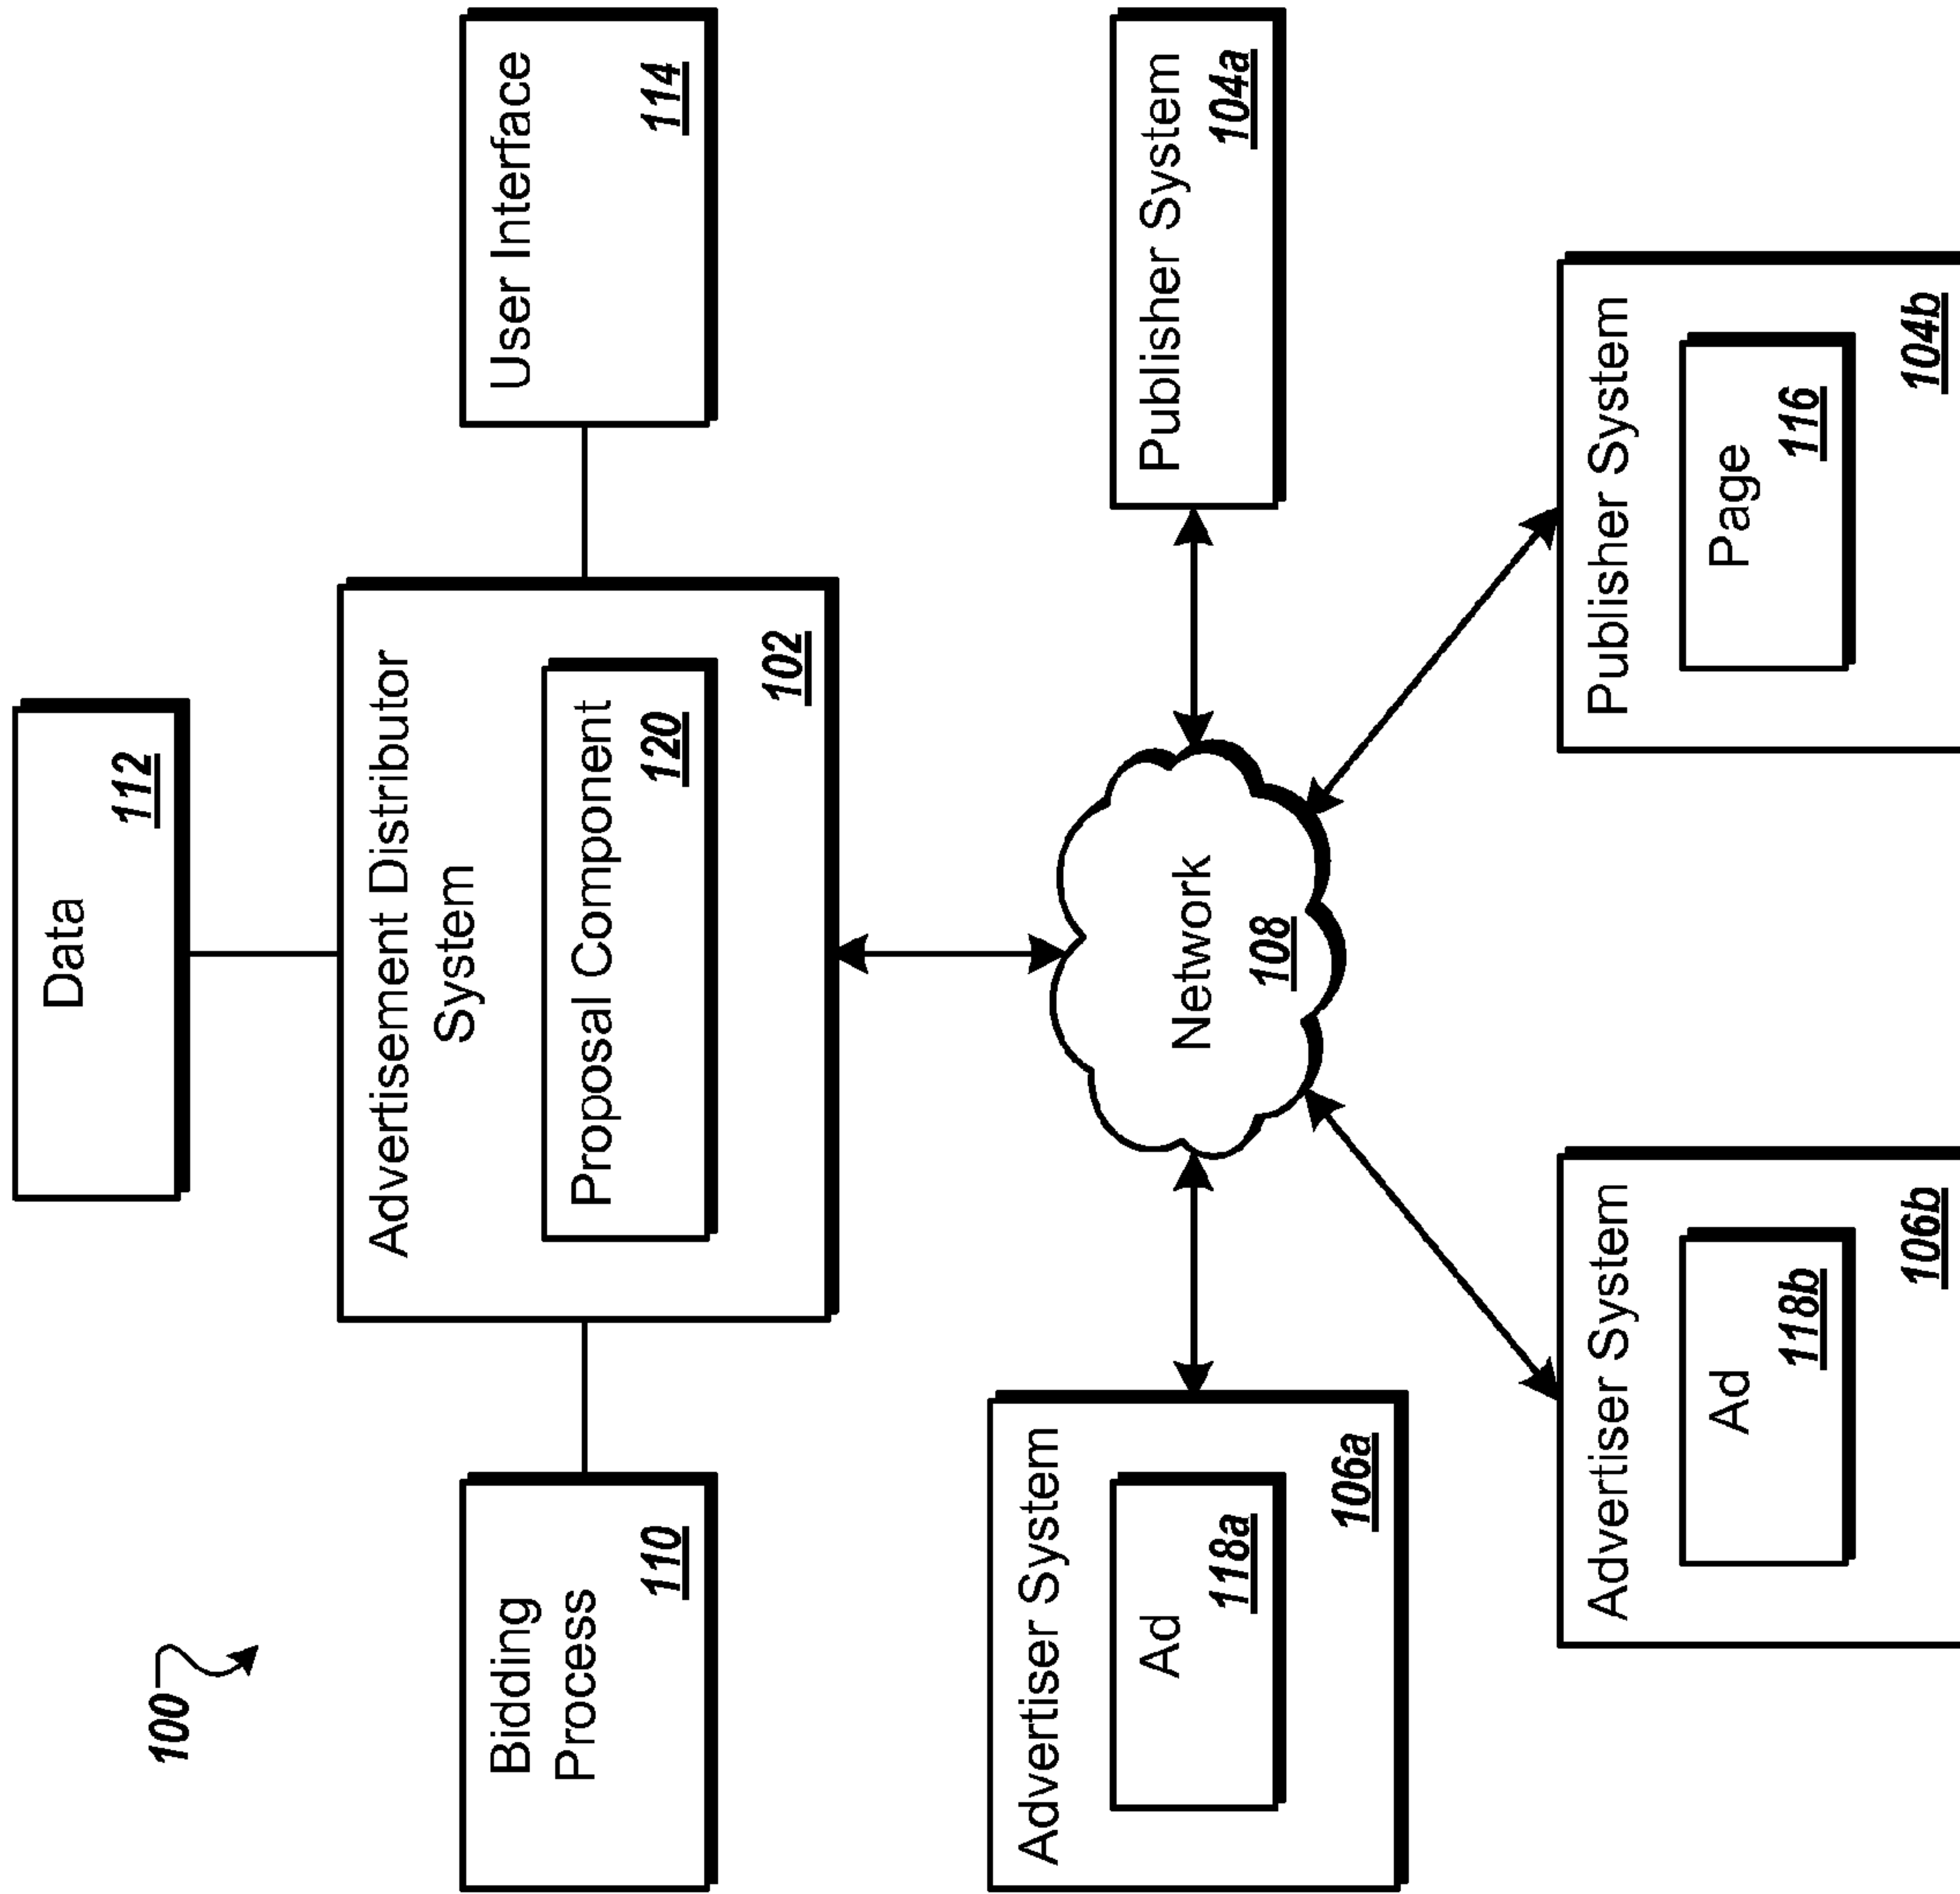 100
Data
112
Bidding
Process
110
Advertisement Distributor
System
Proposal Component
120
102
User Interface
114
Advertiser System
Ad
118a
106a
Network
108
Publisher System
104a
Advertiser System
Ad
118b
106b
Publisher System
Page
116
104b